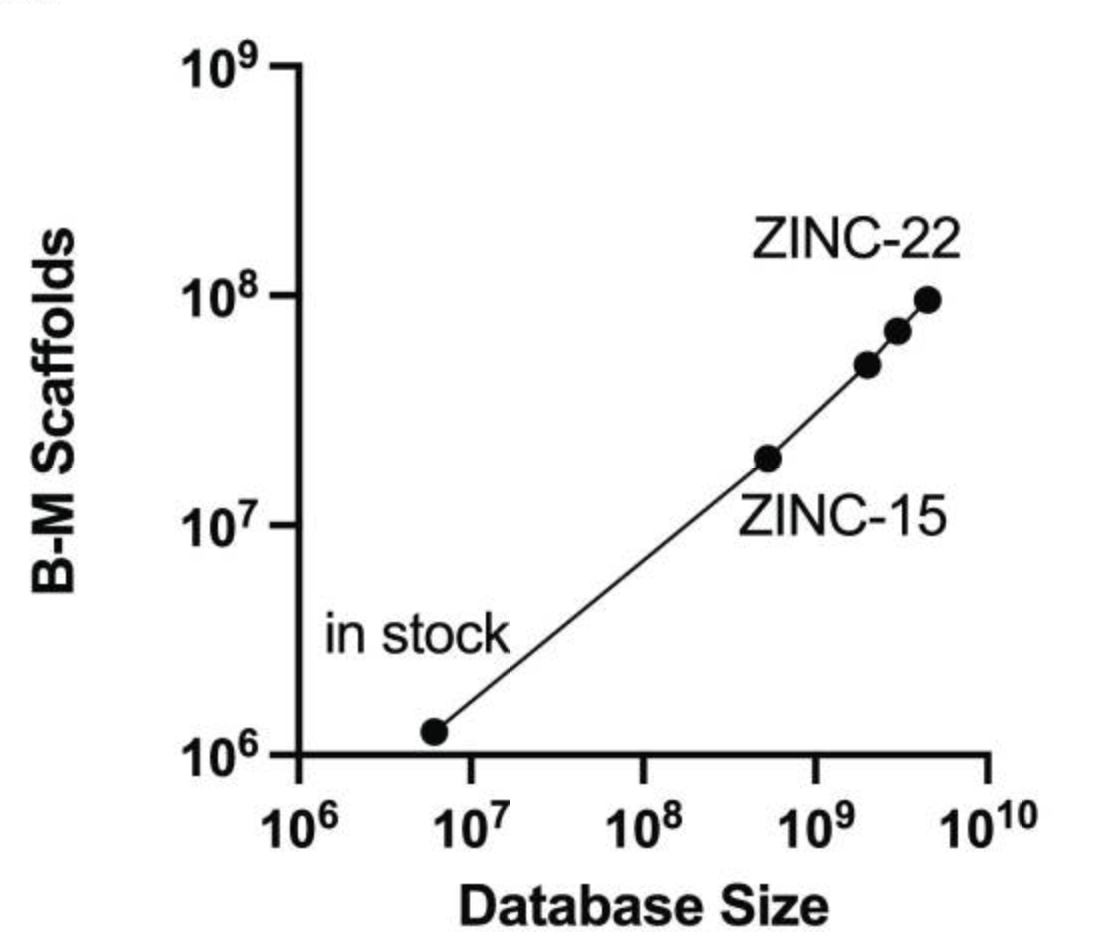 10⁹
ZINC-22
10⁸
B-M Scaffolds
10⁷
ZINC-15
in stock
10⁶
10⁶ 10⁷ 10⁸ 10⁹ 10¹⁰
Database Size